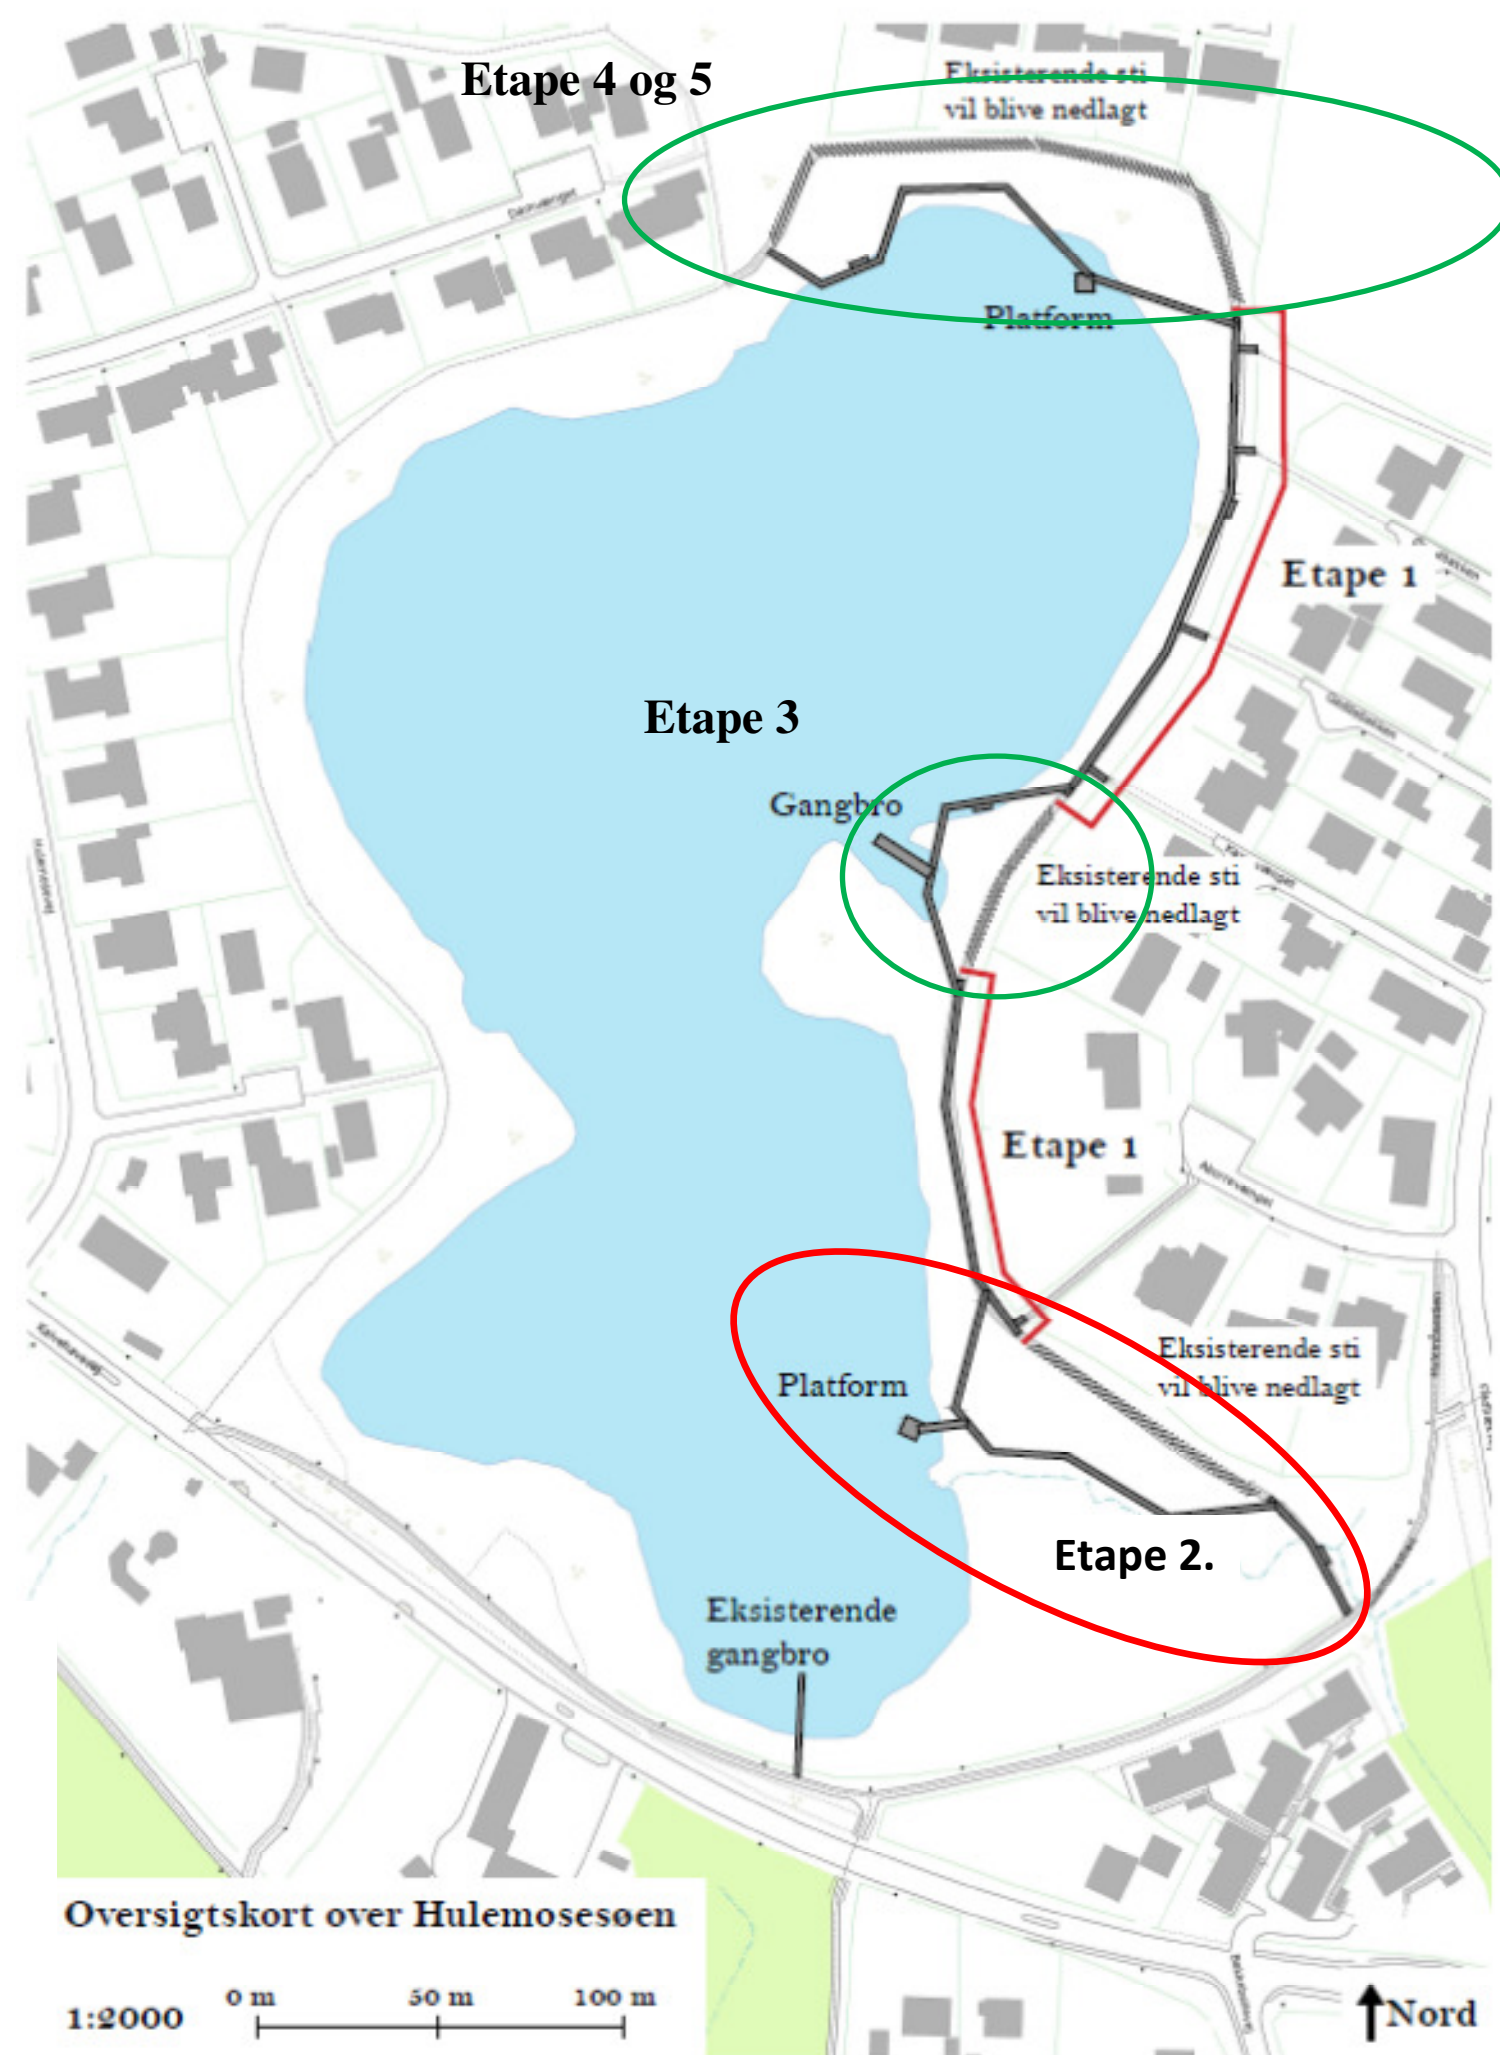 Etape 4 og 5
Eksisterende sti
vil blive nedlagt
Platform
Etape 1
Etape 3
Gangbro
Eksisterende sti
vil blive nedlagt
Etape 1
Eksisterende sti
vil blive nedlagt
Platform
Etape 2.
Eksisterende
gangbro
Oversigtskort over Hulemosesøen
0 m 50 m 100 m
1:2000
Nord